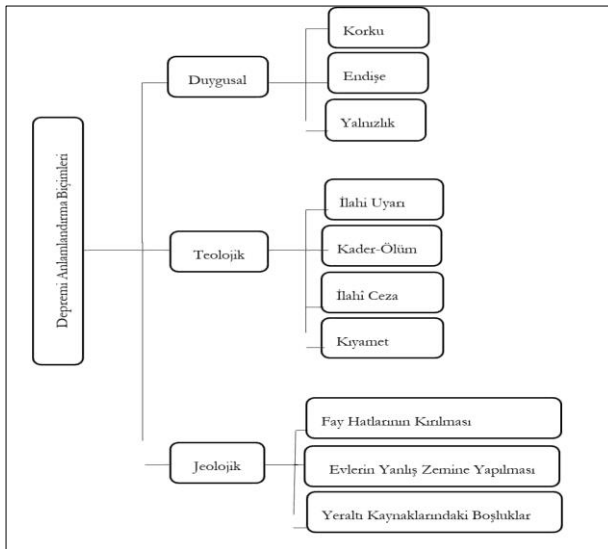 Depremi Anlamlandırma Biçimleri
Duygusal
Korku
Endişe
Yalnızlık
Teolojik
İlahi Uyarı
Kader-Ölüm
İlahî Ceza
Kıyamet
Jeolojik
Fay Hatlarının Kırılması
Evlerin Yanlış Zemine Yapılması
Yeraltı Kaynaklarındaki Boşluklar